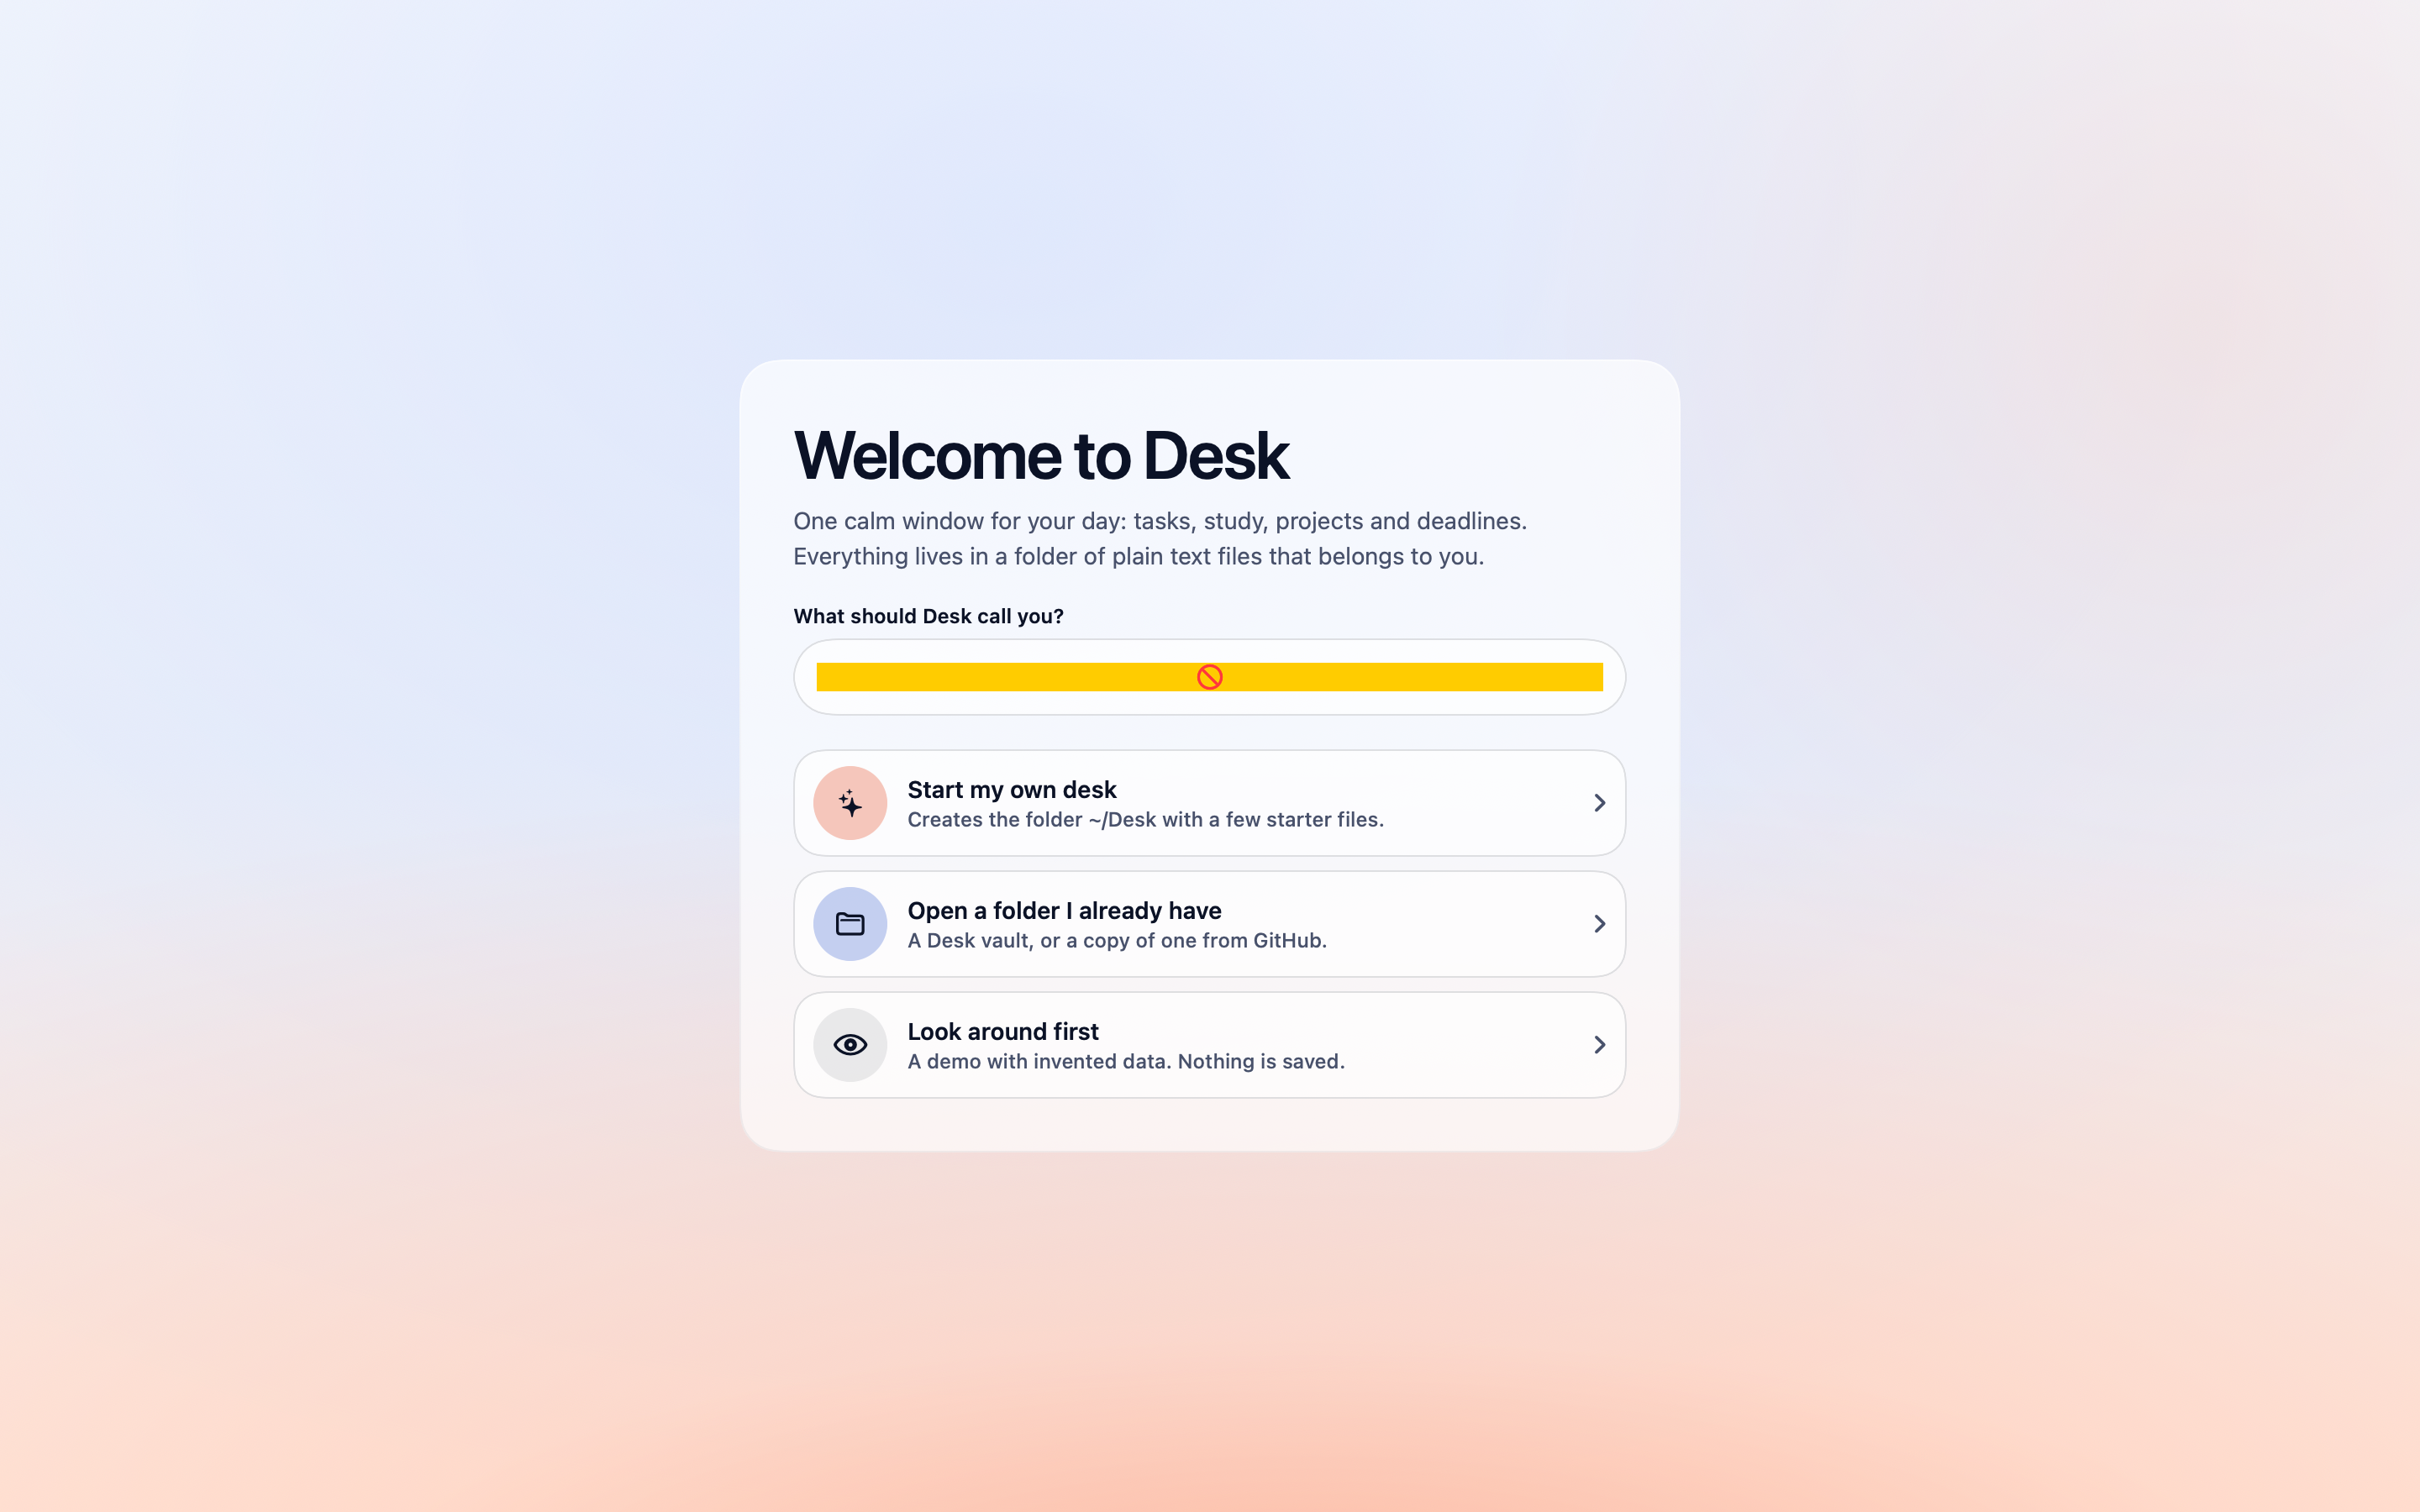 Welcome to Desk
One calm window for your day: tasks, study, projects and deadlines.
Everything lives in a folder of plain text files that belongs to you.
What should Desk call you?
Start my own desk
Creates the folder ~/Desk with a few starter files.
Open a folder I already have
A Desk vault, or a copy of one from GitHub.
Look around first
A demo with invented data. Nothing is saved.